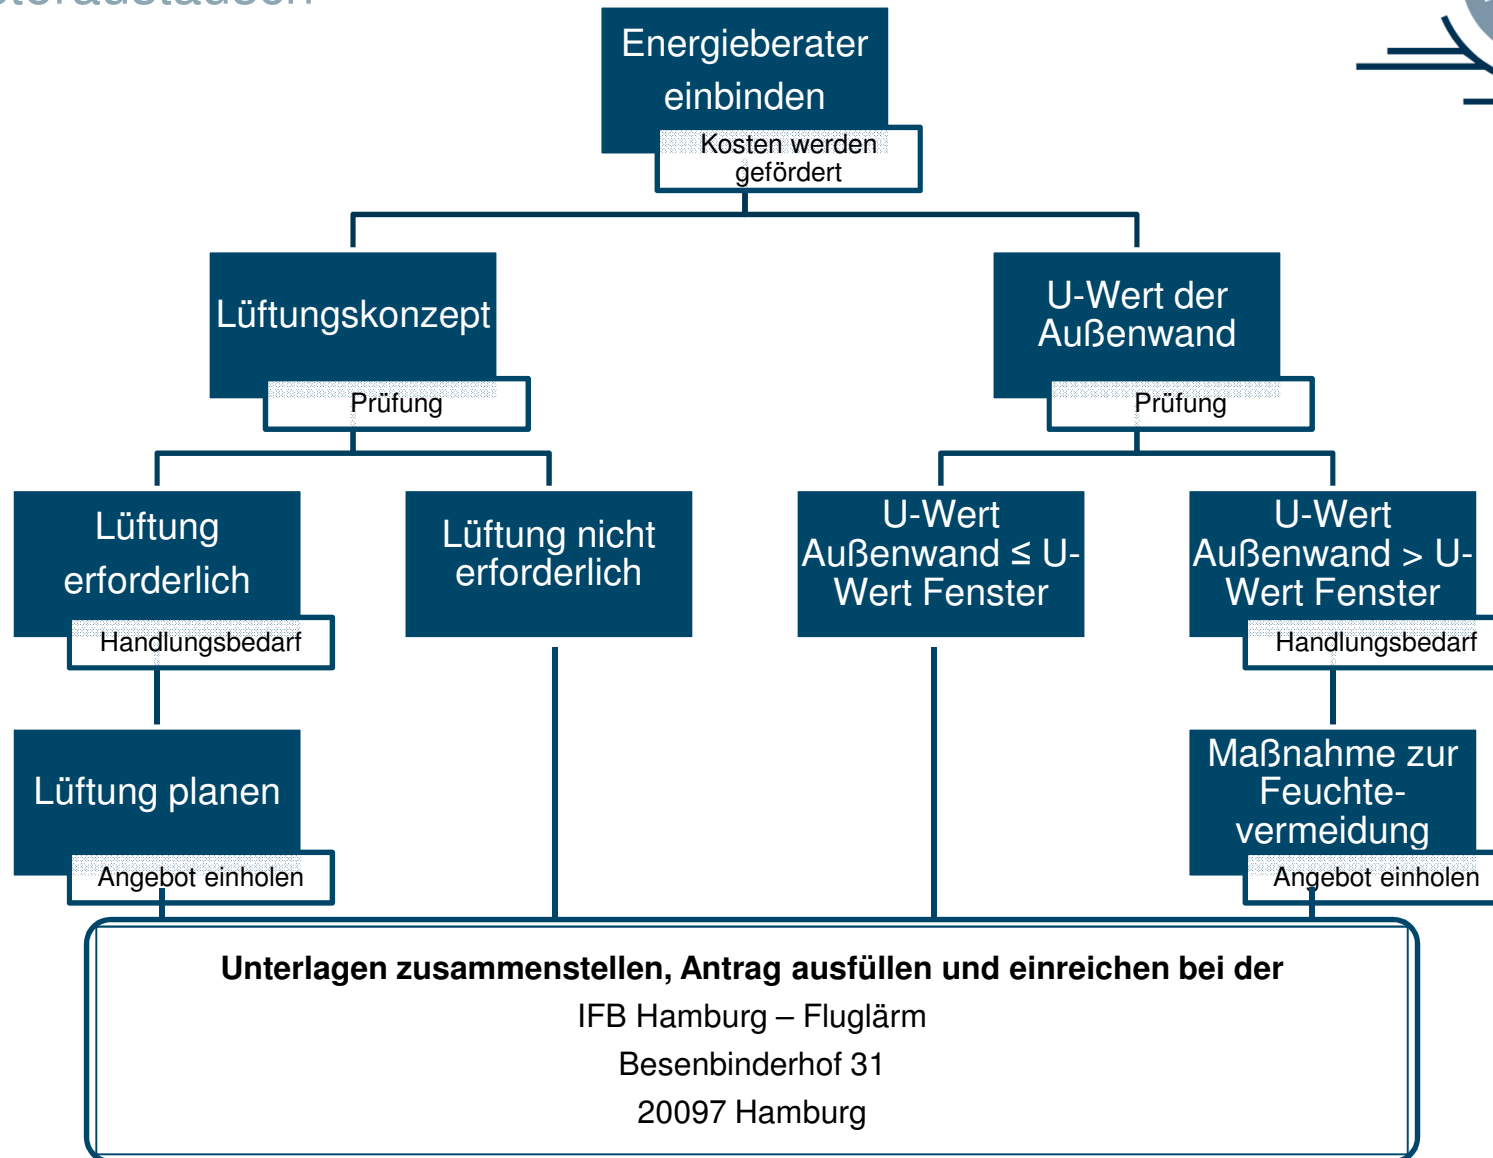 Energieberater
einbinden
Kosten werden
gefördert
Lüftungskonzept
Prüfung
U-Wert der
Außenwand
Prüfung
Lüftung
erforderlich
Handlungsbedarf
Lüftung nicht
erforderlich
U-Wert
Außenwand ≤ U-
Wert Fenster
U-Wert
Außenwand > U-
Wert Fenster
Handlungsbedarf
Lüftung planen
Angebot einholen
Maßnahme zur
Feuchte-
vermeidung
Angebot einholen
Unterlagen zusammenstellen, Antrag ausfüllen und einreichen bei der
IFB Hamburg – Fluglärm
Besenbinderhof 31
20097 Hamburg